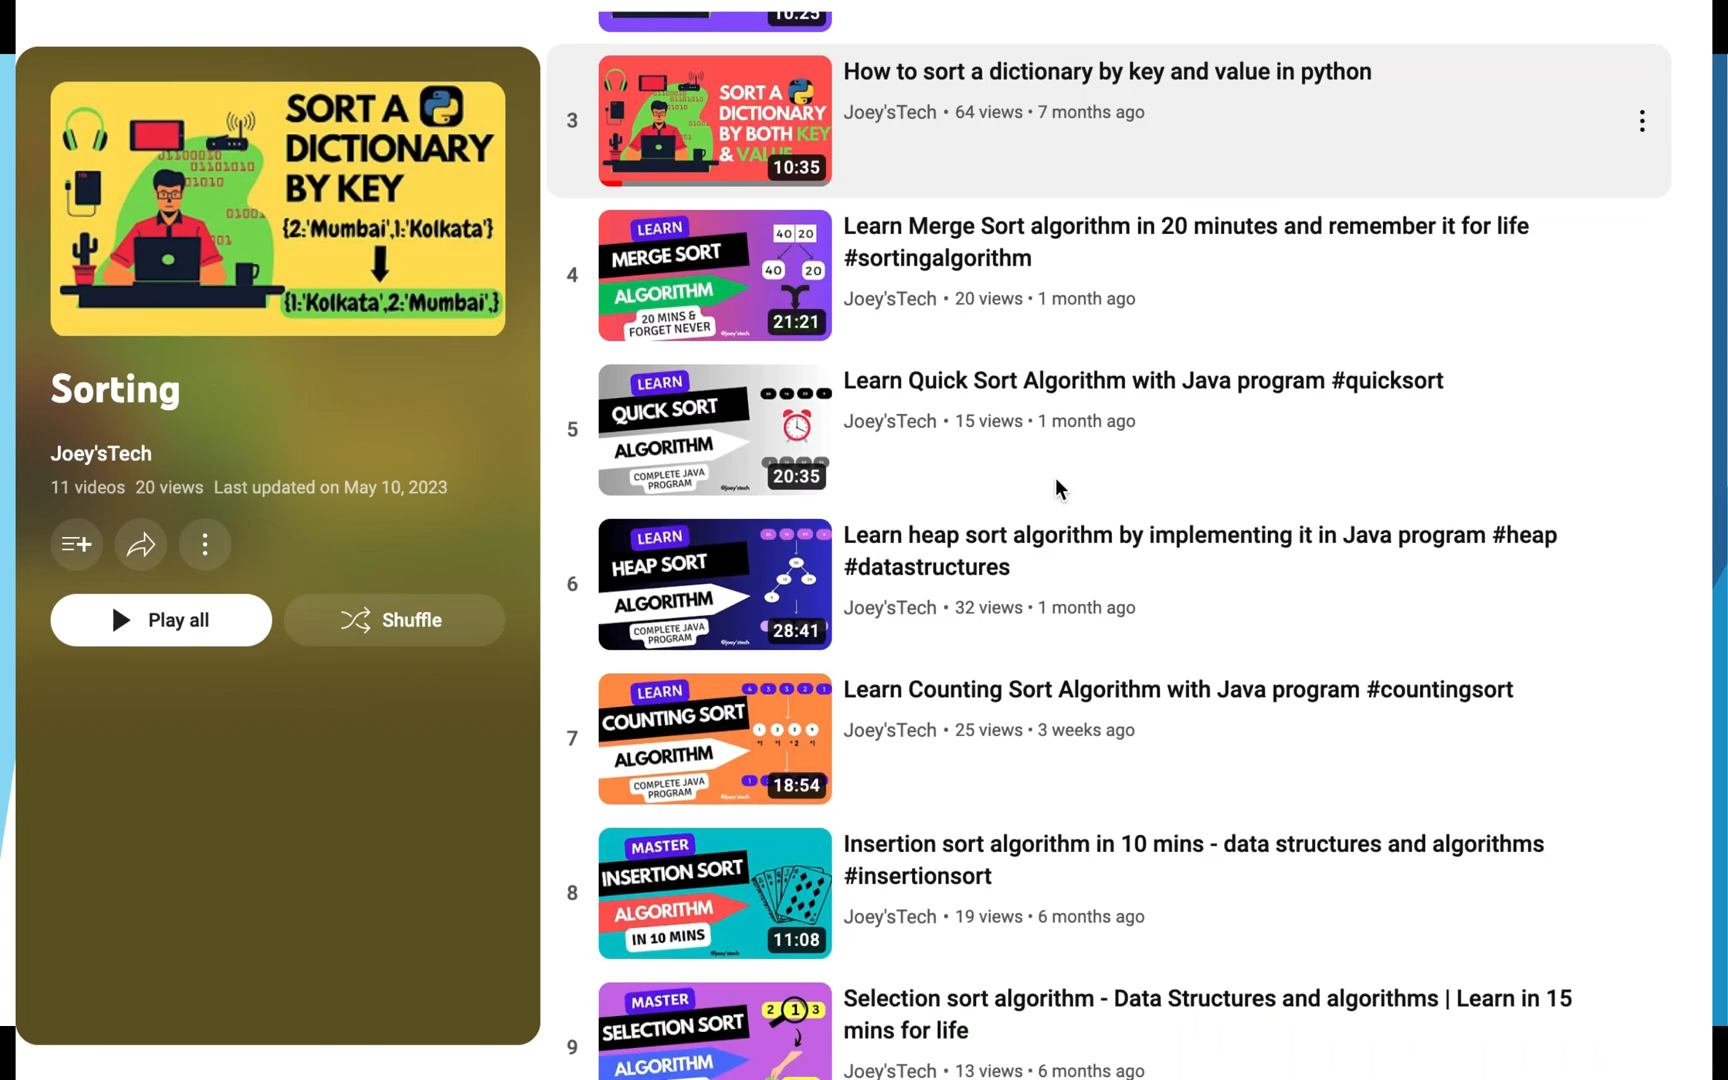 SORT A
DICTIONARY
BY KEY
{2:'Mumbai',1:'Kolkata'}
{1:'Kolkata',2:'Mumbai',}
Sorting
Joey'sTech
11 videos 20 views Last updated on May 10, 2023
Play all
Shuffle
10:25
3
SORT A
DICTIONARY
BY BOTH KEY
& VALUE
10:35
How to sort a dictionary by key and value in python
Joey'sTech • 64 views • 7 months ago
4
LEARN
MERGE SORT
ALGORITHM
20 MINS &
FORGET NEVER
40 20
40 20
@joey'stech
21:21
Learn Merge Sort algorithm in 20 minutes and remember it for life
#sortingalgorithm
Joey'sTech • 20 views • 1 month ago
5
LEARN
QUICK SORT
ALGORITHM
COMPLETE JAVA
PROGRAM
@joey'stech
20:35
Learn Quick Sort Algorithm with Java program #quicksort
Joey'sTech • 15 views • 1 month ago
6
LEARN
HEAP SORT
ALGORITHM
COMPLETE JAVA
PROGRAM
@joey'stech
28:41
Learn heap sort algorithm by implementing it in Java program #heap
#datastructures
Joey'sTech • 32 views • 1 month ago
7
LEARN
COUNTING SORT
ALGORITHM
COMPLETE JAVA
PROGRAM
@joey'stech
18:54
Learn Counting Sort Algorithm with Java program #countingsort
Joey'sTech • 25 views • 3 weeks ago
8
MASTER
INSERTION SORT
ALGORITHM
IN 10 MINS
@joey'stech
11:08
Insertion sort algorithm in 10 mins - data structures and algorithms
#insertionsort
Joey'sTech • 19 views • 6 months ago
9
MASTER
SELECTION SORT
ALGORITHM
2 1 3
Selection sort algorithm - Data Structures and algorithms | Learn in 15
mins for life
Joey'sTech • 13 views • 6 months ago